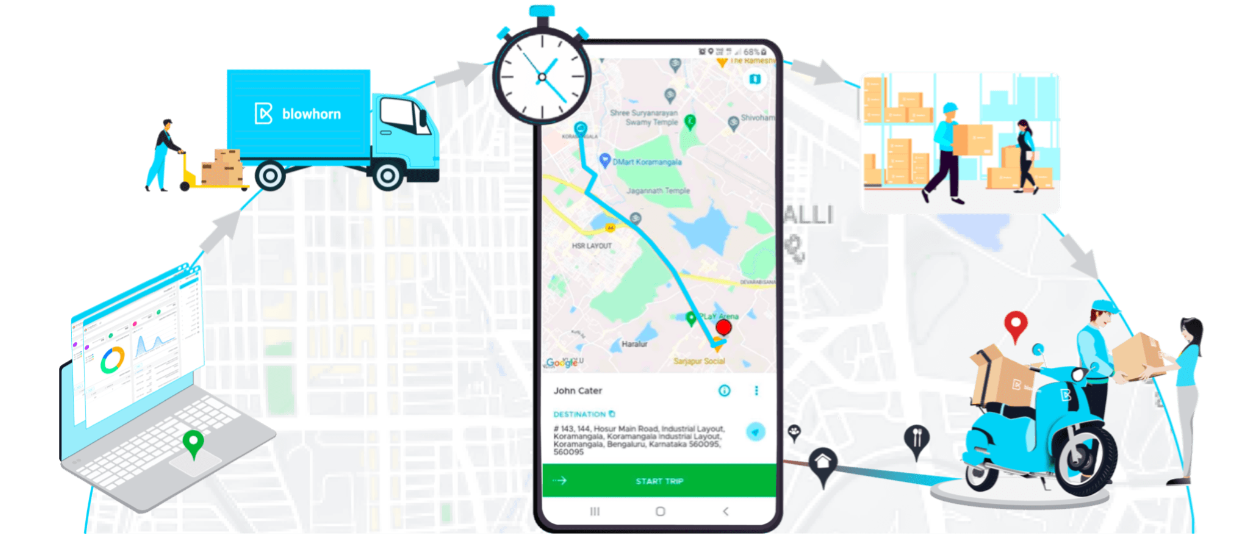 68%
The Rameshw
Shree Suryanarayan
Swamy Temple
Shivoham
KORAMANGALA
DMart Koramangala
Jagannath Temple
HSR LAYOUT
DEVARABEESANA
PLaY Arena
Haralur
Sarjapur Social
Google
blowhorn
ALLI
John Cater
DESTINATION
# 143, 144, Hosur Main Road, Industrial Layout,
Koramangala, Koramangala Industrial Layout,
Koramangala, Bengaluru, Karnataka 560095,
560095
START TRIP